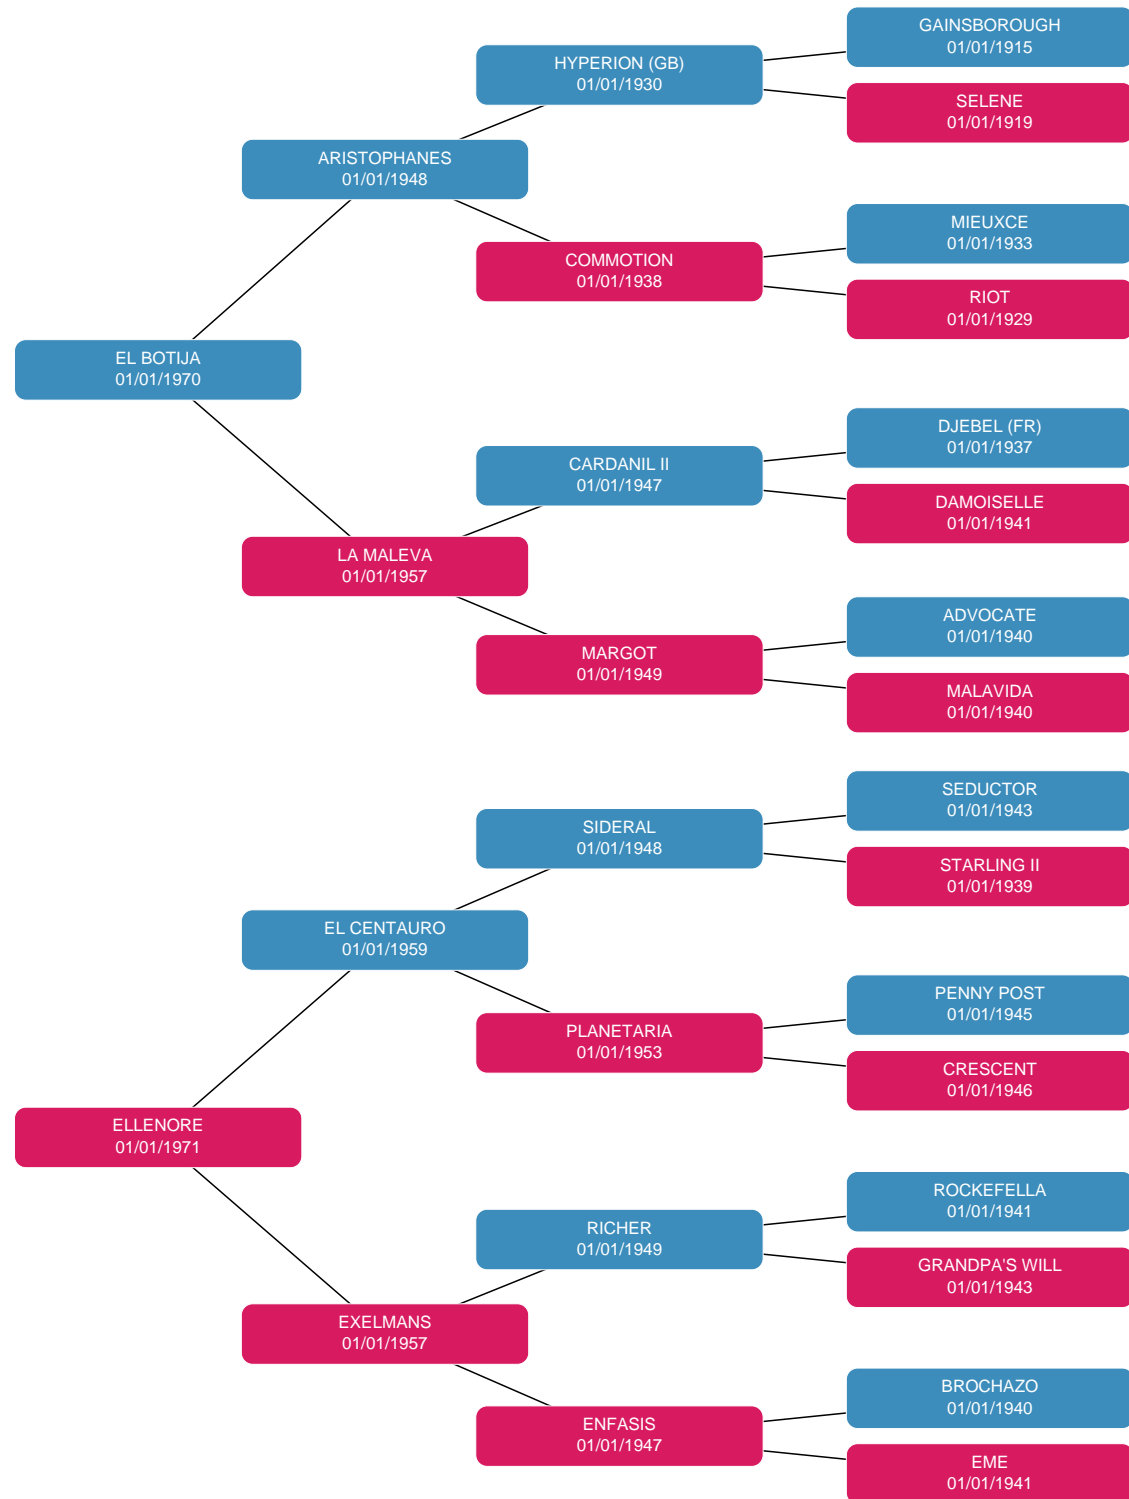 GAINSBOROUGH
01/01/1915
HYPERION (GB)
01/01/1930
SELENE
01/01/1919
ARISTOPHANES
01/01/1948
MIEUXCE
01/01/1933
COMMOTION
01/01/1938
RIOT
01/01/1929
EL BOTIJA
01/01/1970
DJEBEL (FR)
01/01/1937
CARDANIL II
01/01/1947
DAMOISELLE
01/01/1941
LA MALEVA
01/01/1957
ADVOCATE
01/01/1940
MARGOT
01/01/1949
MALAVIDA
01/01/1940
SEDUCTOR
01/01/1943
SIDERAL
01/01/1948
STARLING II
01/01/1939
EL CENTAURO
01/01/1959
PENNY POST
01/01/1945
PLANETARIA
01/01/1953
CRESCENT
01/01/1946
ELLENORE
01/01/1971
ROCKEFELLA
01/01/1941
RICHER
01/01/1949
GRANDPA'S WILL
01/01/1943
EXELMANS
01/01/1957
BROCHAZO
01/01/1940
ENFASIS
01/01/1947
EME
01/01/1941